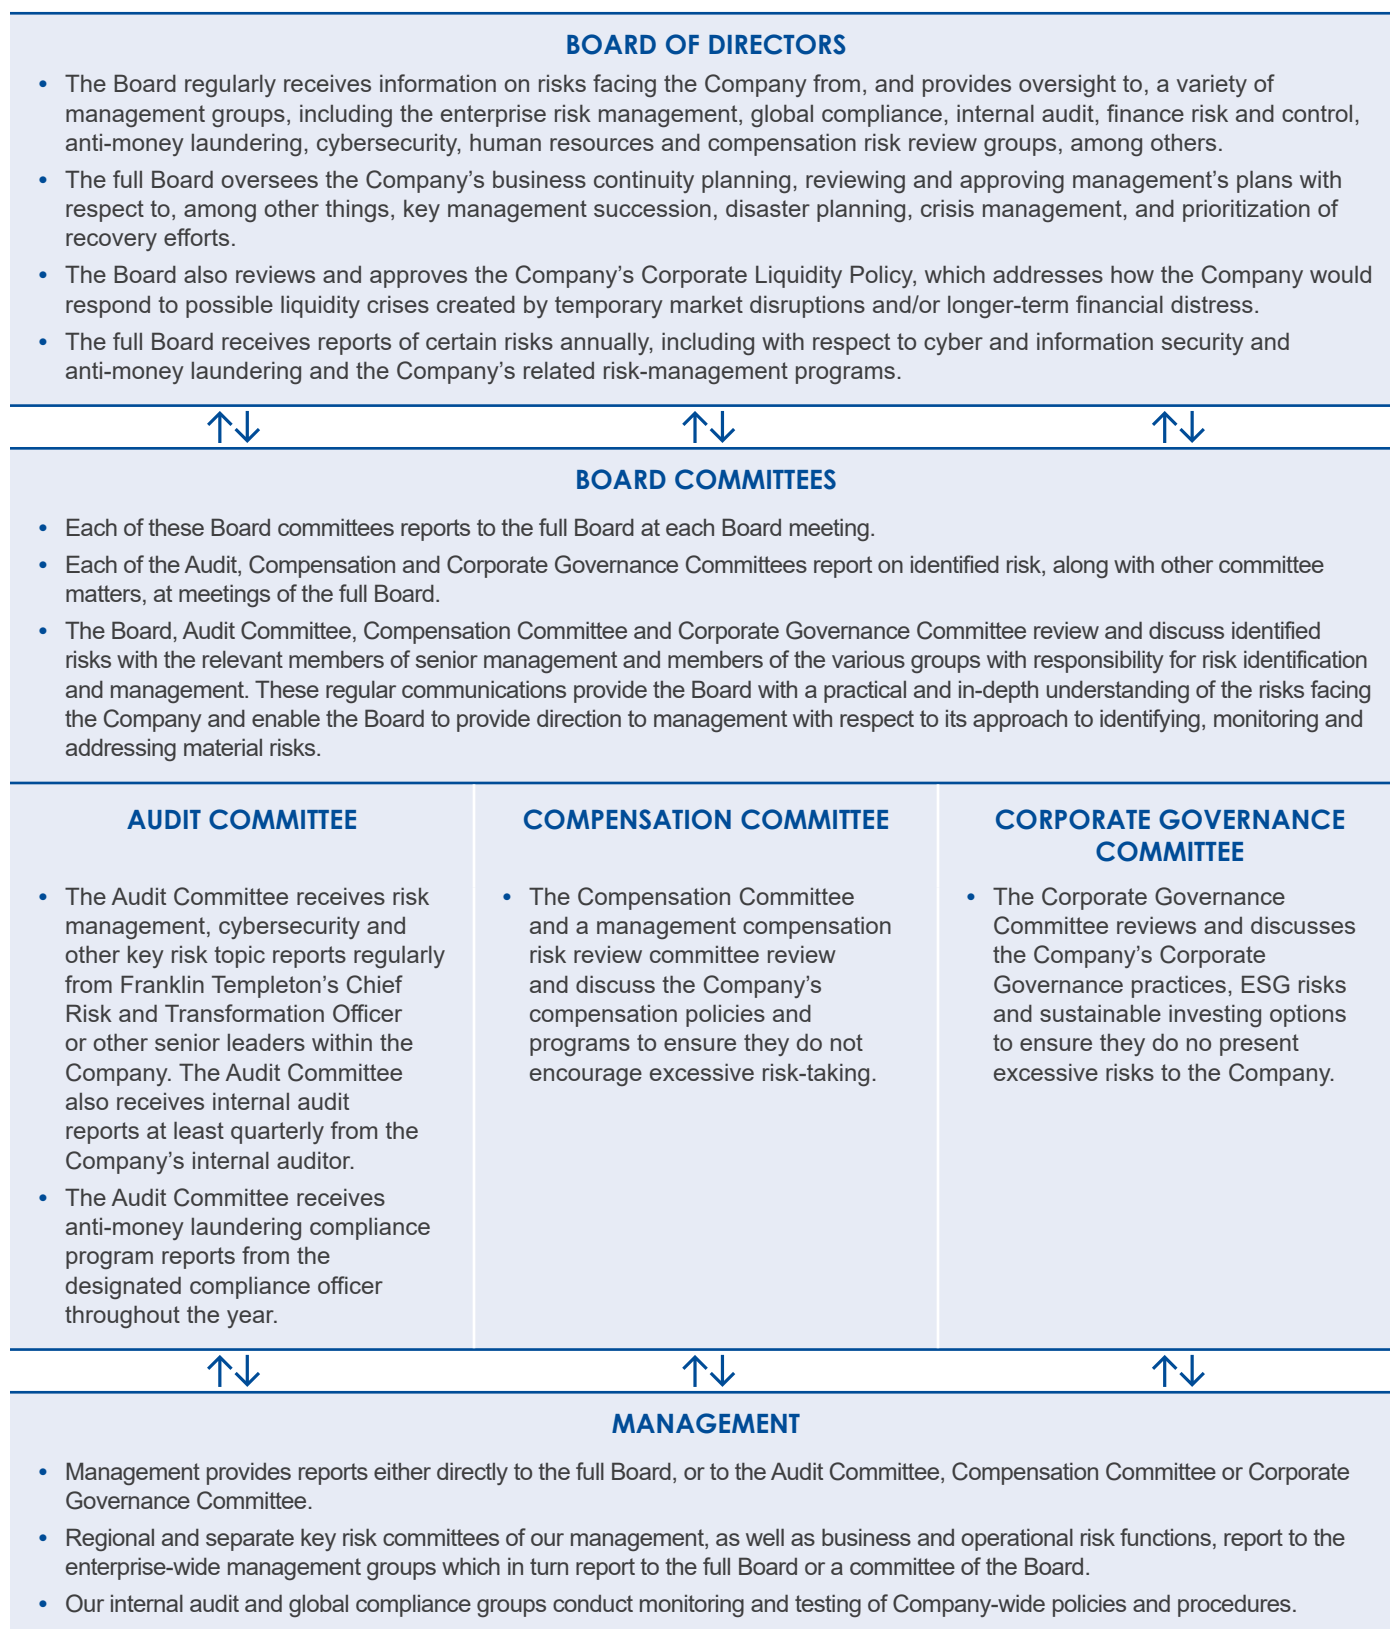 BOARD OF DIRECTORS
• The Board regularly receives information on risks facing the Company from, and provides oversight to, a variety of
management groups, including the enterprise risk management, global compliance, internal audit, finance risk and control,
anti-money laundering, cybersecurity, human resources and compensation risk review groups, among others.
• The full Board oversees the Company’s business continuity planning, reviewing and approving management’s plans with
respect to, among other things, key management succession, disaster planning, crisis management, and prioritization of
recovery efforts.
• The Board also reviews and approves the Company’s Corporate Liquidity Policy, which addresses how the Company would
respond to possible liquidity crises created by temporary market disruptions and/or longer-term financial distress.
• The full Board receives reports of certain risks annually, including with respect to cyber and information security and
anti-money laundering and the Company’s related risk-management programs.
BOARD COMMITTEES
• Each of these Board committees reports to the full Board at each Board meeting.
• Each of the Audit, Compensation and Corporate Governance Committees report on identified risk, along with other committee
matters, at meetings of the full Board.
• The Board, Audit Committee, Compensation Committee and Corporate Governance Committee review and discuss identified
risks with the relevant members of senior management and members of the various groups with responsibility for risk identification
and management. These regular communications provide the Board with a practical and in-depth understanding of the risks facing
the Company and enable the Board to provide direction to management with respect to its approach to identifying, monitoring and
addressing material risks.
AUDIT COMMITTEE
• The Audit Committee receives risk
management, cybersecurity and
other key risk topic reports regularly
from Franklin Templeton’s Chief
Risk and Transformation Officer
or other senior leaders within the
Company. The Audit Committee
also receives internal audit
reports at least quarterly from the
Company’s internal auditor.
• The Audit Committee receives
anti-money laundering compliance
program reports from the
designated compliance officer
throughout the year.
COMPENSATION COMMITTEE
• The Compensation Committee
and a management compensation
risk review committee review
and discuss the Company’s
compensation policies and
programs to ensure they do not
encourage excessive risk-taking.
CORPORATE GOVERNANCE
COMMITTEE
• The Corporate Governance
Committee reviews and discusses
the Company’s Corporate
Governance practices, ESG risks
and sustainable investing options
to ensure they do no present
excessive risks to the Company.
MANAGEMENT
• Management provides reports either directly to the full Board, or to the Audit Committee, Compensation Committee or Corporate
Governance Committee.
• Regional and separate key risk committees of our management, as well as business and operational risk functions, report to the
enterprise-wide management groups which in turn report to the full Board or a committee of the Board.
• Our internal audit and global compliance groups conduct monitoring and testing of Company-wide policies and procedures.